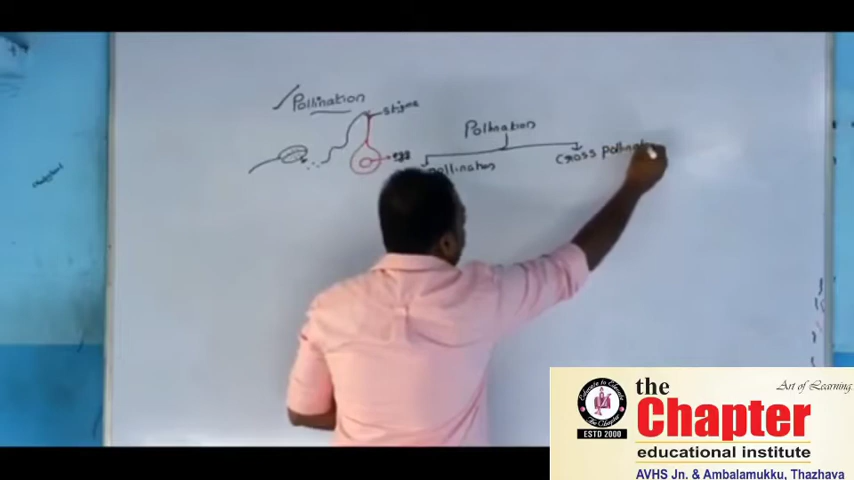 Pollination
stigma
egg
Pollination
pollination
Cross pollinatio
the
Art of Learning
Chapter
ESTD 2000
educational institute
AVHS Jn. & Ambalamukku, Thazhava